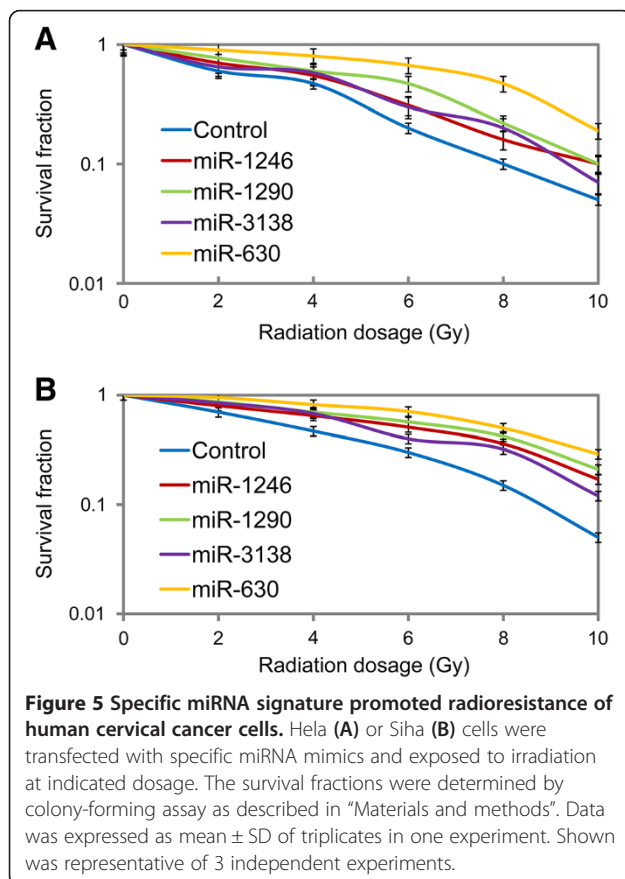 A
1
0.1
0.01
Survival fraction
Control
miR-1246
miR-1290
miR-3138
miR-630
0 2 4 6 8 10
Radiation dosage (Gy)
B
1
0.1
0.01
Survival fraction
Control
miR-1246
miR-1290
miR-3138
miR-630
0 2 4 6 8 10
Radiation dosage (Gy)
Figure 5 Specific miRNA signature promoted radioresistance of
human cervical cancer cells. Hela (A) or Siha (B) cells were
transfected with specific miRNA mimics and exposed to irradiation
at indicated dosage. The survival fractions were determined by
colony-forming assay as described in “Materials and methods”. Data
was expressed as mean ± SD of triplicates in one experiment. Shown
was representative of 3 independent experiments.